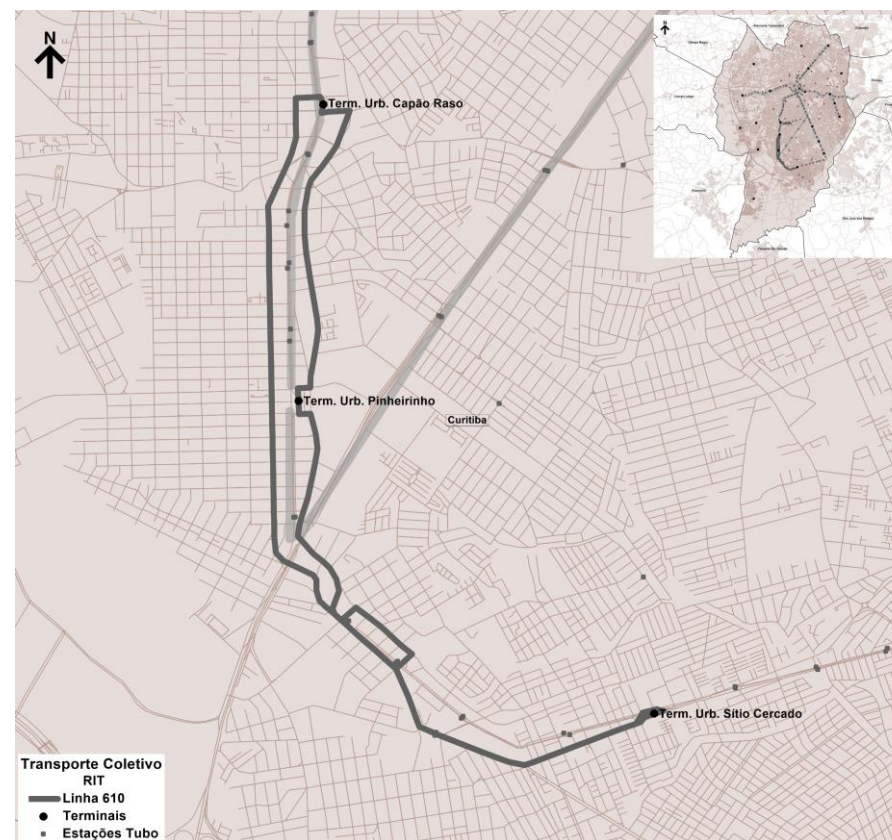 N
Term. Urb. Capão Raso
Term. Urb. Pinheirinho
Curitiba
Term. Urb. Sítio Cercado
Transporte Coletivo
RIT
Linha 610
Terminais
Estações Tubo
N